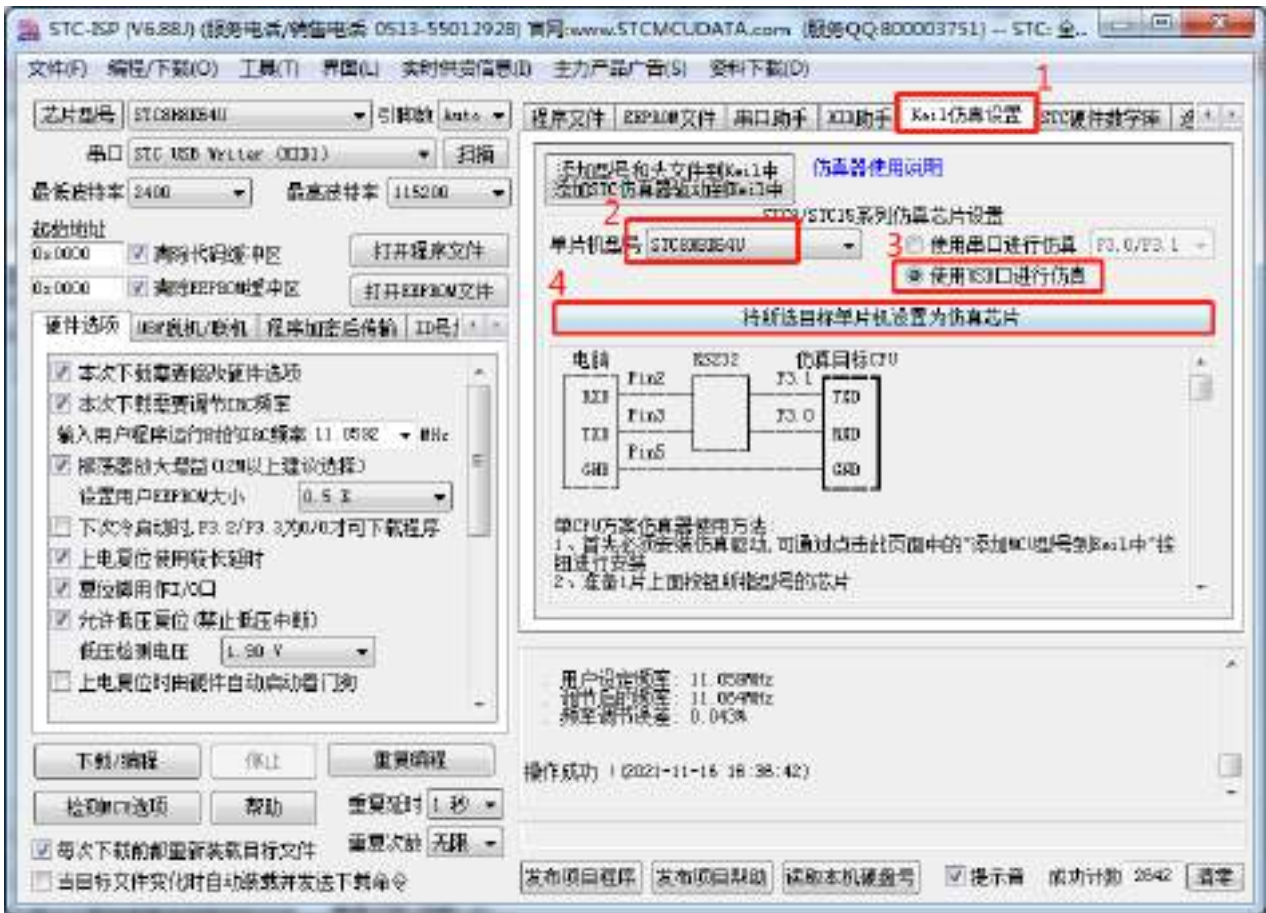 STC-ISP (V6.88J) (服务电话/销售电话 0513-55012928) 官网:www.STCMCUDATA.com (服务QQ:800003751) -- STC: 全..
文件(F) 编程/下载(O) 工具(T) 界面(L) 实时供货信息(I) 主力产品广告(S) 资料下载(D)
1
芯片型号 STC8H8K64U 引脚数 Auto
程序文件 EEPROM文件 串口助手 HID助手 Keil仿真设置 STC硬件数学库
串口 STC USB Writer (HID1) 扫描
最低波特率 2400 最高波特率 115200
添加型号和头文件到Keil中
添加STC仿真器驱动到Keil中
仿真器使用说明
起始地址
0x0000 清除代码缓冲区 打开程序文件
0x0000 清除EEPROM缓冲区 打开EEPROM文件
2
STC8/STC15系列仿真芯片设置
单片机型号 STC8H8K64U
3
使用串口进行仿真 P3.0/P3.1
使用USB口进行仿真
4
将所选目标单片机设置为仿真芯片
硬件选项 程序加密后传输
本次下载需要修改硬件选项
本次下载需要调节IRC频率
输入用户程序运行时的IRC频率 11.0592 MHz
振荡器放大增益(12M以上建议选择)
设置用户EEPROM大小 0.5 K
下次冷启动时,P3.2/P3.3为0/0才可下载程序
上电复位使用较长延时
复位脚用作I/O口
允许低压复位(禁止低压中断)
低压检测电压 1.90 V
上电复位时由硬件自动启动看门狗
电脑 RS232 仿真目标CPU
RXD Pin2 P3.1 TXD
TXD Pin3 P3.0 RXD
GND Pin5 GND
单CPU方案仿真器使用方法:
1、首先必须安装仿真驱动,可通过点击此页面中的"添加MCU型号到Keil中"按
钮进行安装
2、准备1片上面按钮所指型号的芯片
用户设定频率: 11.059MHz
调节后的频率: 11.064MHz
频率调节误差: 0.043%
操作成功 !(2021-11-16 16:36:42)
下载/编程 停止 重复编程
检测MCU选项 帮助 重复延时 1 秒
每次下载前都重新装载目标文件 重复次数 无限
当目标文件变化时自动装载并发送下载命令
发布项目程序 发布项目帮助 读取本机硬盘号 提示音 成功计数 2642 清零